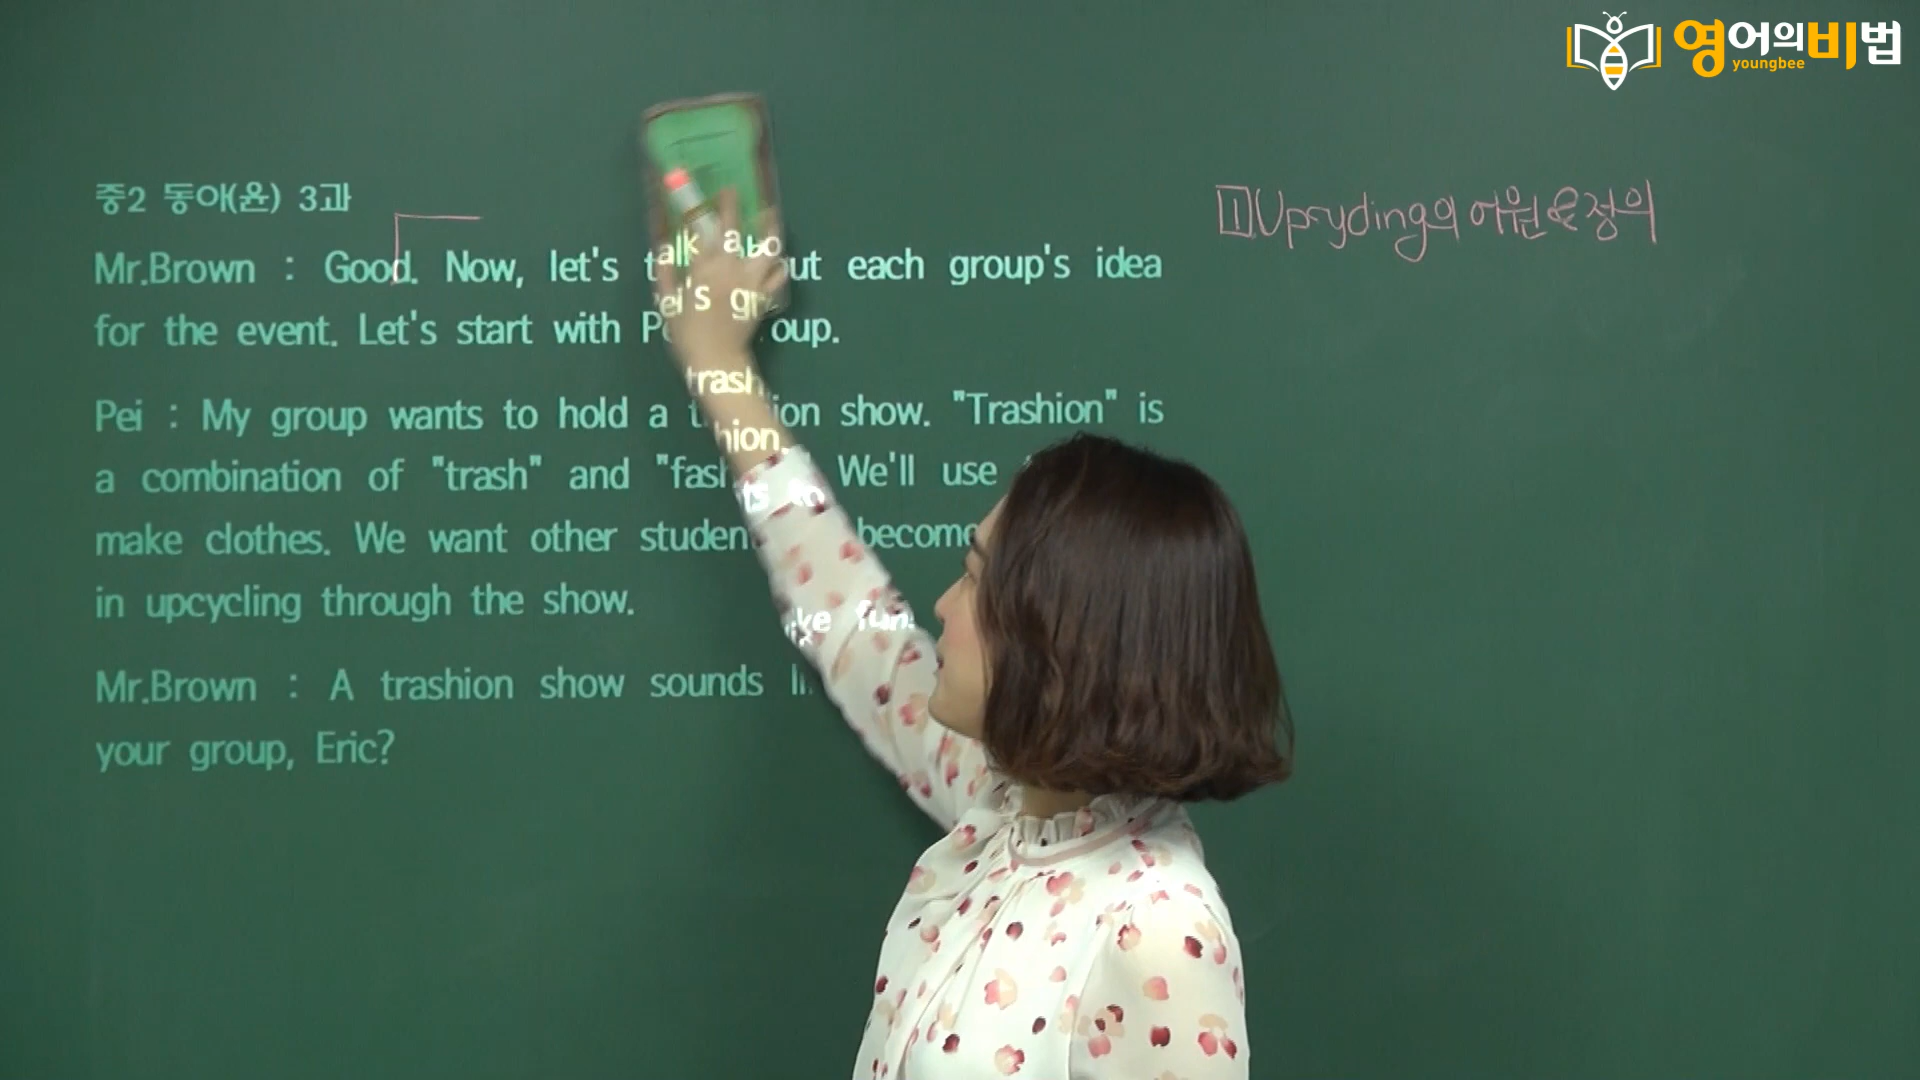 영어의비법
youngbee
중2 동아(윤) 3과
Mr.Brown : Good. Now, let's talk about each group's idea
for the event. Let's start with Pei's group.
Pei : My group wants to hold a trashion show. "Trashion" is
a combination of "trash" and "fashion." We'll use
make clothes. We want other students to become
in upcycling through the show.
Mr.Brown : A trashion show sounds like fun.
your group, Eric?
1 Upcycling의 어원 & 정의